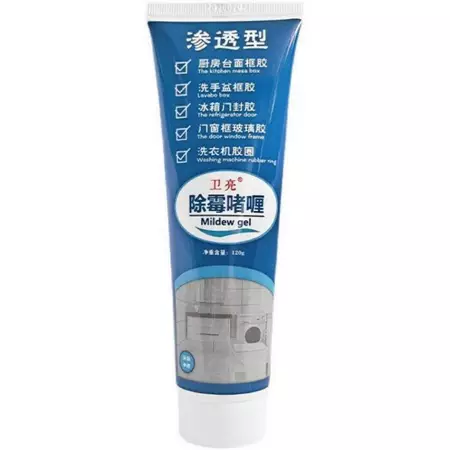 渗透型
厨房台面框胶
The kitchen mesa box
洗手盆框胶
Lavabo box
冰箱门封胶
The refrigerator door
门窗框玻璃胶
The door window frame
洗衣机胶圈
Washing machine rubber ring
卫亮®
除霉啫喱
Mildew gel
净重含量：120g